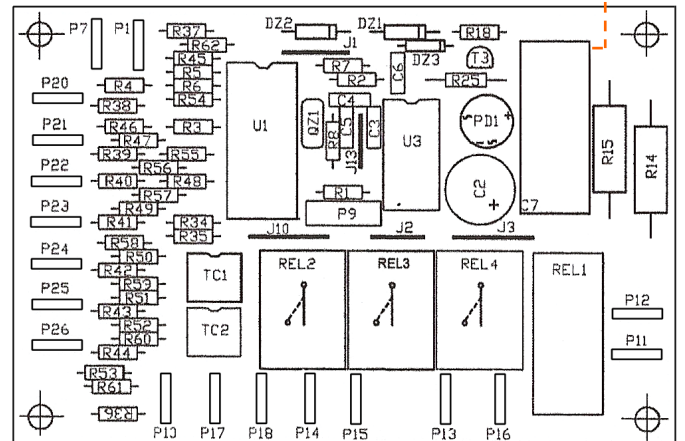 P7
P1
R37
R62
R45
R5
R6
R54
DZ2
J1
DZ1
DZ3
R18
T3
R7
R2
C6
R25
P20
R4
R38
U1
QZ1
C4
C5
C3
R8
J13
U3
PD1
+
C7
R15
R14
P21
R46
R47
R3
R39
R55
R56
P22
R40
R48
R57
R49
R1
P9
C2
+
P23
R41
R34
R35
J10
J2
J3
P24
R58
R50
R42
R59
R51
TC1
REL2
REL3
REL4
REL1
P25
R43
R52
R60
TC2
P12
P26
R44
P11
R53
R61
R36
P17
P18
P14
P15
P13
P16